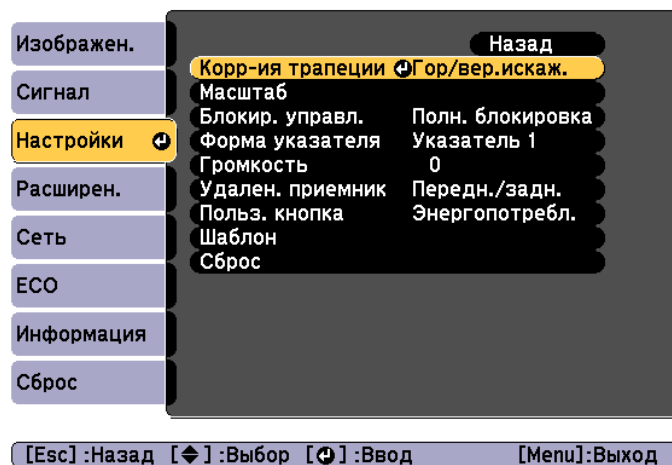 Изображен.
Сигнал
Настройки
Расширен.
Сеть
ECO
Информация
Сброс
Назад
Корр-ия трапеции Гор/вер.искаж.
Масштаб
Блокир. управл. Полн. блокировка
Форма указателя Указатель 1
Громкость 0
Удален. приемник Передн./задн.
Польз. кнопка Энергопотребл.
Шаблон
Сброс
[Esc] :Назад [◆] :Выбор [⏎] :Ввод [Menu]:Выход